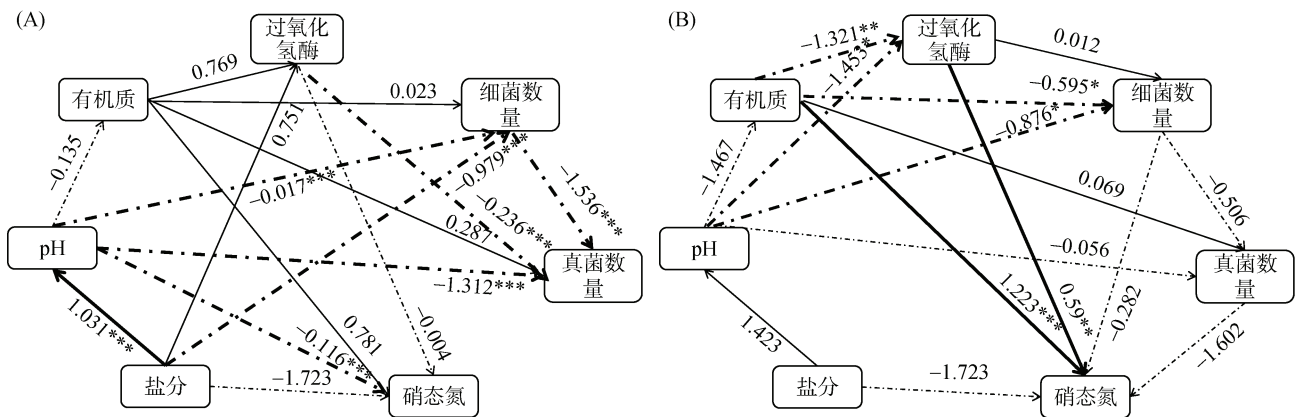 (A)
过氧化
氢酶
0.769
有机质
0.023
细菌数
量
0.751
−0.135
−0.979***
−0.017***
−1.536***
−0.236***
0.287
pH
真菌数
量
−1.312***
1.031***
0.781
−0.004
−0.116***
盐分
−1.723
硝态氮
(B)
过氧化
氢酶
−1.321**
0.012
−1.453*
有机质
−0.595*
细菌数
量
−0.876*
−1.467
0.069
−0.506
pH
−0.056
真菌数
量
1.223***
0.59**
−0.282
−1.602
1.423
盐分
−1.723
硝态氮